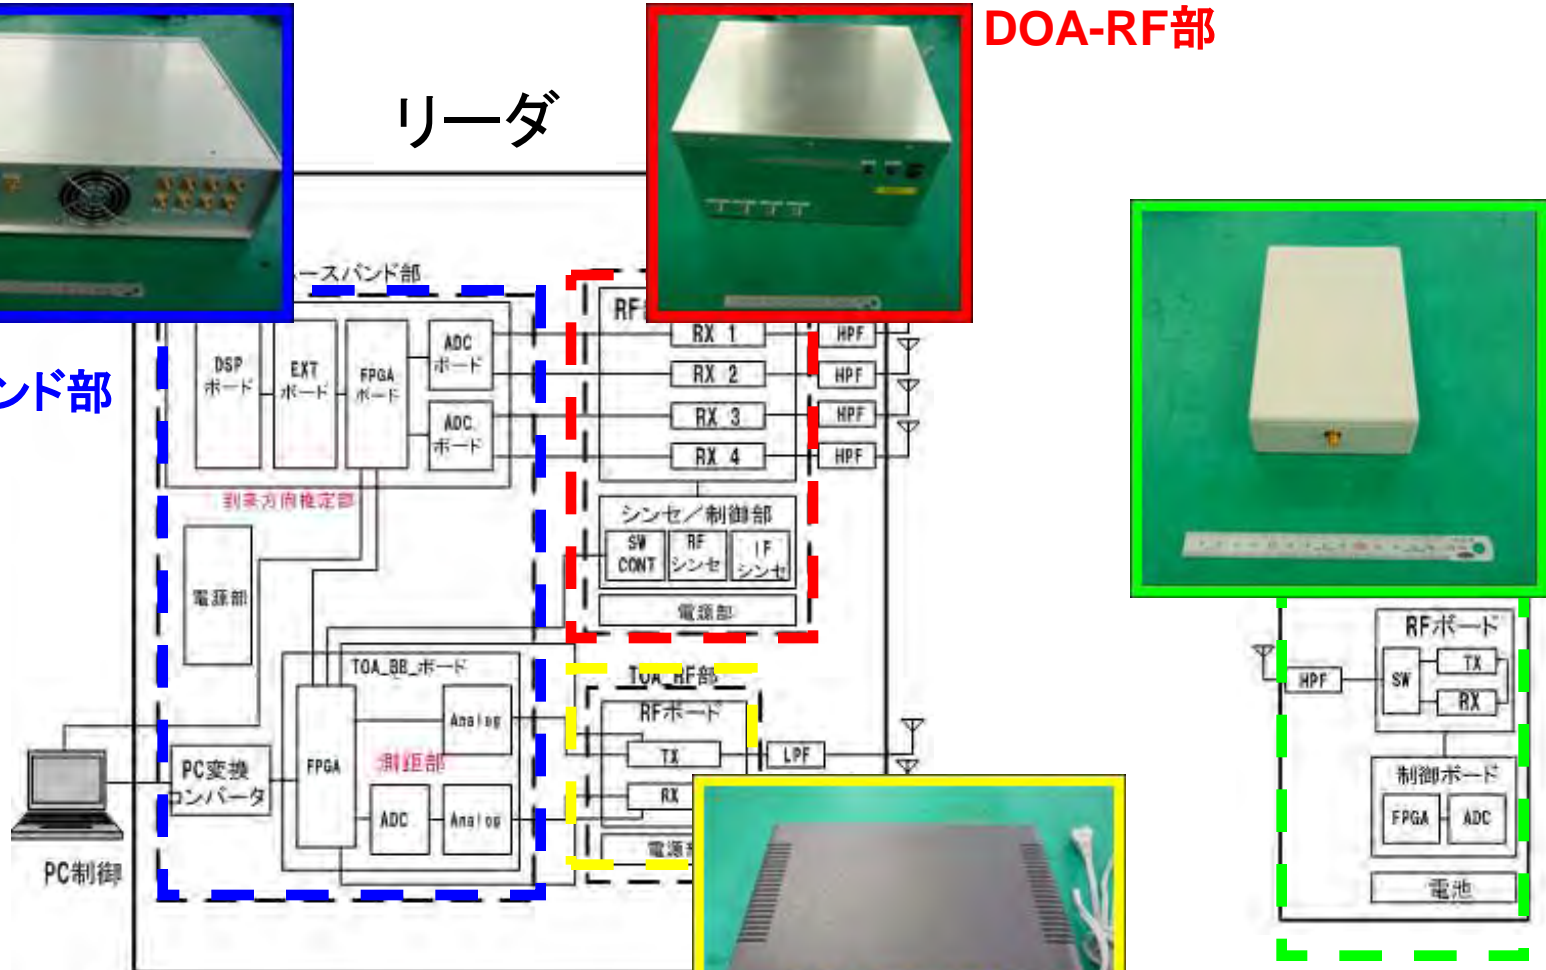 DOA-RF部
リーダ
ースバンド部
ンド部
DSP
ボード
EXT
ボード
FPGA
ボード
ADC
ボード
ADC
ボード
到来方向推定部
電源部
RF
RX 1
RX 2
RX 3
RX 4
HPF
HPF
HPF
HPF
シンセ／制御部
SW
CONT
RF
シンセ
IF
シンセ
電源部
TOA_BB_ボード
FPGA
Analog
測距部
ADC
Analog
PC変換
コンバータ
PC制御
TOA_RF部
RFボード
TX
RX
LPF
電源
RFボード
HPF
SW
TX
RX
制御ボード
FPGA
ADC
電池